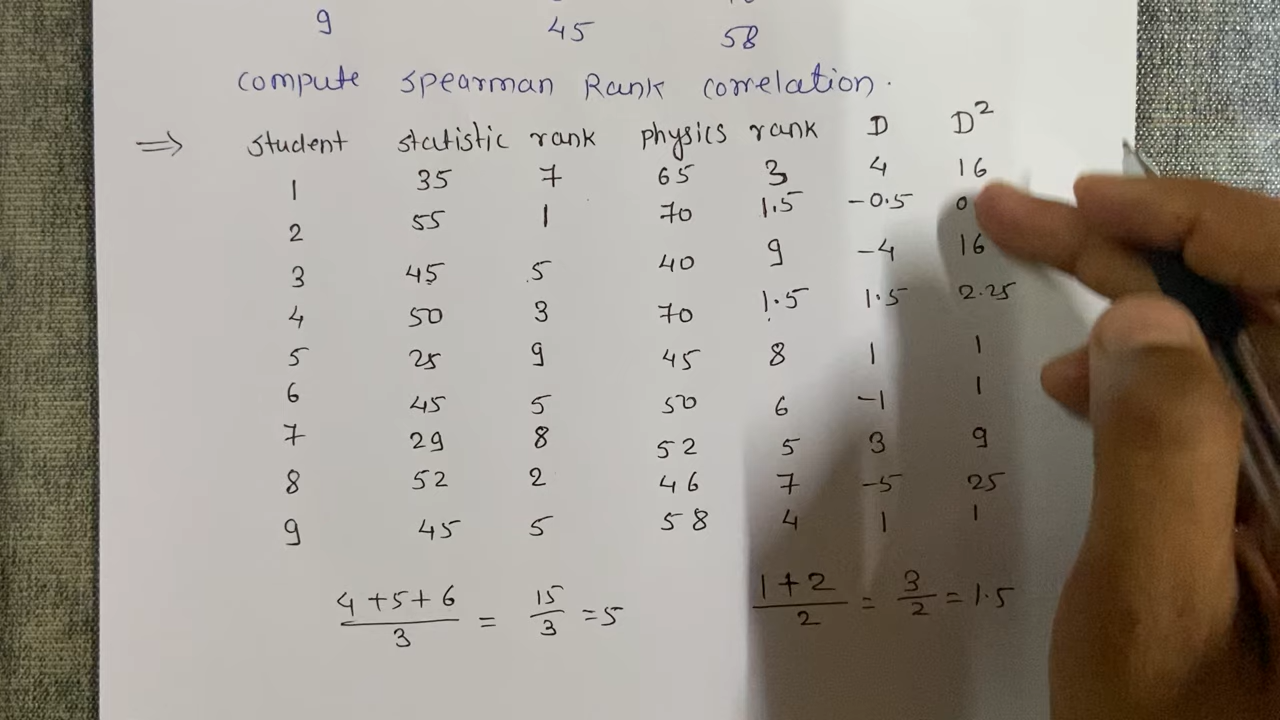 9 45 58
compute spearman Rank correlation.
⇒ student statistic rank physics rank D D²
1 35 7 65 3 4 16
2 55 1 70 1.5 -0.5 0
3 45 5 40 9 -4 16
4 50 3 70 1.5 1.5 2.25
5 25 9 45 8 1 1
6 45 5 50 6 -1 1
7 29 8 52 5 3 9
8 52 2 46 7 -5 25
9 45 5 58 4 1 1
4+5+6/3 = 15/3 = 5 1+2/2 = 3/2 = 1.5